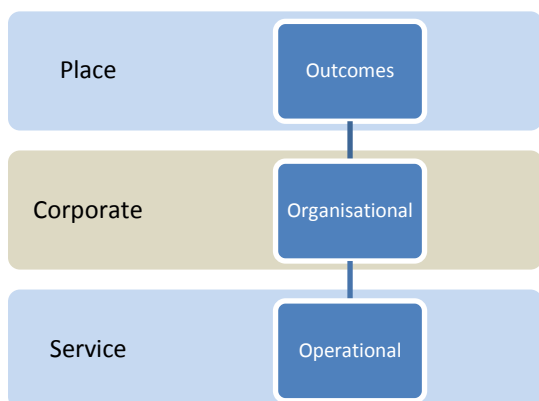 Place
Outcomes
Corporate
Organisational
Service
Operational